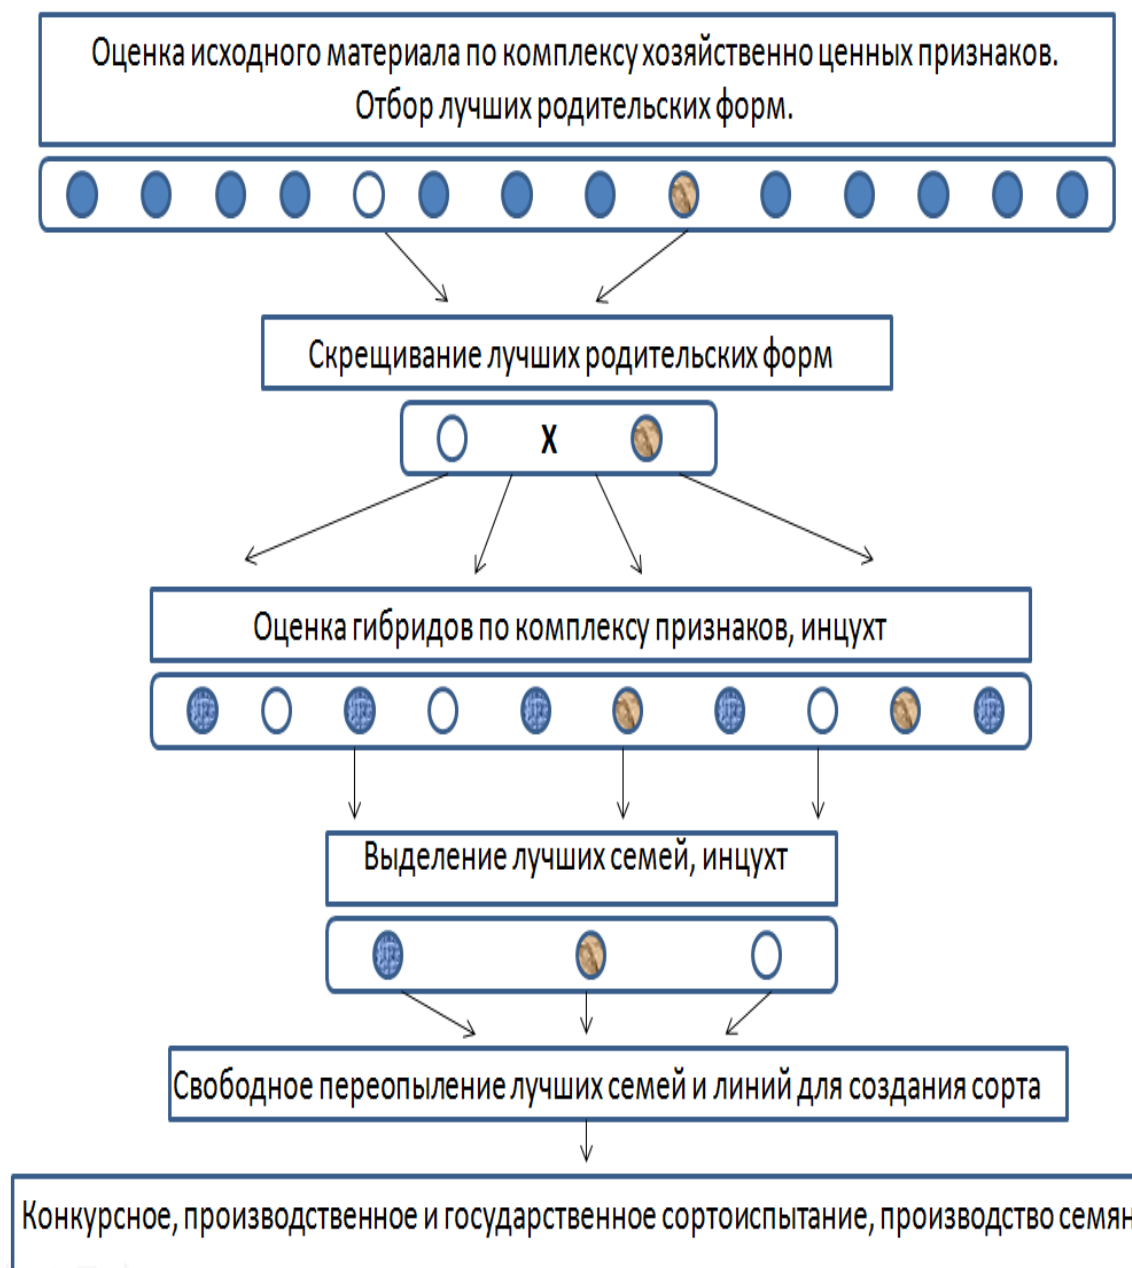 Оценка исходного материала по комплексу хозяйственно ценных признаков.
Отбор лучших родительских форм.
Скрещивание лучших родительских форм
X
Оценка гибридов по комплексу признаков, инцухт
Выделение лучших семей, инцухт
Свободное переопыление лучших семей и линий для создания сорта
Конкурсное, производственное и государственное сортоиспытание, производство семян